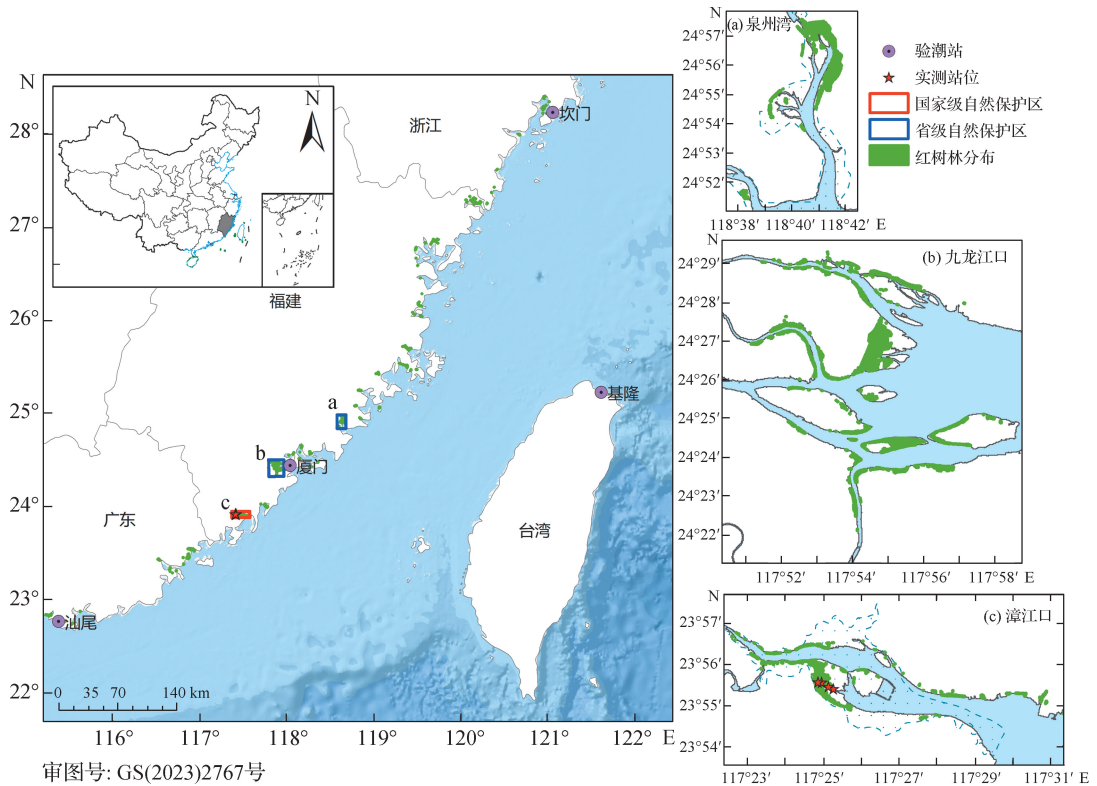 N
28°
27°
26°
25°
24°
23°
22°
N
浙江
坎门
福建
基隆
a
b
厦门
c
广东
台湾
汕尾
0 35 70 140 km
116° 117° 118° 119° 120° 121° 122° E
审图号: GS(2023)2767号
N
(a) 泉州湾
24°57′
24°56′
24°55′
24°54′
24°53′
24°52′
118°38′ 118°40′ 118°42′ E
验潮站
实测站位
国家级自然保护区
省级自然保护区
红树林分布
N
(b) 九龙江口
24°29′
24°28′
24°27′
24°26′
24°25′
24°24′
24°23′
24°22′
117°52′ 117°54′ 117°56′ 117°58′ E
N
(c) 漳江口
23°57′
23°56′
23°55′
23°54′
117°23′ 117°25′ 117°27′ 117°29′ 117°31′ E